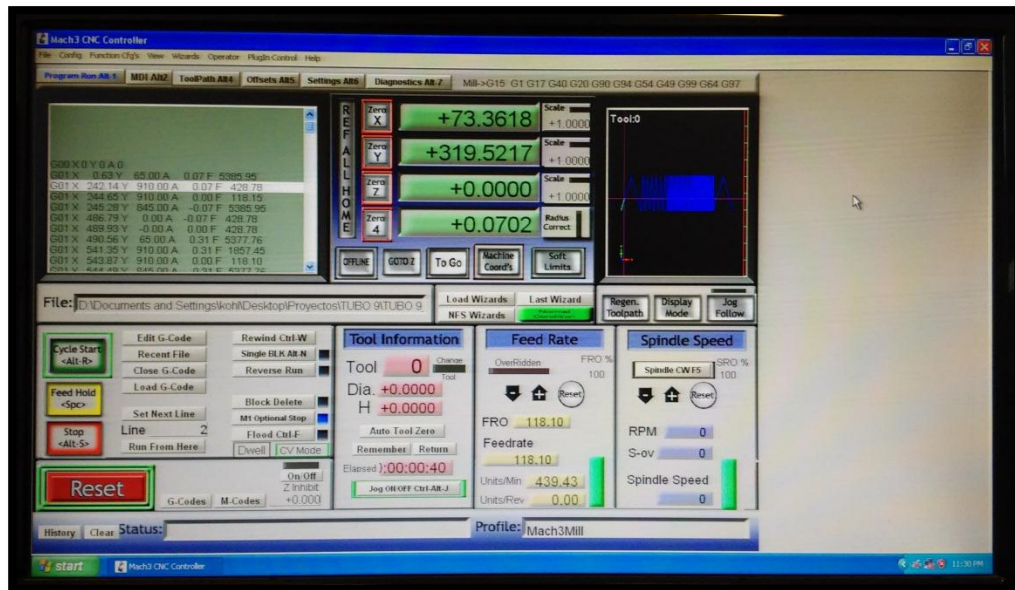 Mach3 CNC Controller
File Config Function Cfg's View Wizards Operator PlugIn Control Help
Program Run Alt-1 MDI Alt2 ToolPath Alt4 Offsets Alt5 Settings Alt6 Diagnostics Alt-7 Mill->G15 G1 G17 G40 G20 G90 G94 G54 G49 G99 G64 G97
G00 X 0 Y 0 A 0
G01 X 0.63 Y 65.00 A 0.07 F 5385.95
G01 X 242.14 Y 910.00 A 0.07 F 428.78
G01 X 244.65 Y 910.00 A 0.00 F 118.15
G01 X 245.28 Y 845.00 A -0.07 F 5385.95
G01 X 486.79 Y 0.00 A -0.07 F 428.78
G01 X 489.93 Y -0.00 A 0.00 F 428.78
G01 X 490.56 Y 65.00 A 0.31 F 5377.76
G01 X 541.35 Y 910.00 A 0.31 F 1857.45
G01 X 543.87 Y 910.00 A 0.00 F 118.10
G01 X 544.49 Y 845.00 A 0.31 F 5377.76
REF ALL HOME
Zero X +73.3618 Scale +1.0000
Zero Y +319.5217 Scale +1.0000
Zero Z +0.0000 Scale +1.0000
Zero 4 +0.0702 Radius Correct
OFFLINE GOTO Z To Go Machine Coord's Soft Limits
Tool:0
File: D:\Documents and Settings\kohl\Desktop\Proyectos\TUBO 9\TUBO 9
Load Wizards Last Wizard
NFS Wizards
Regen. Toolpath Display Mode Jog Follow
Cycle Start <Alt-R>
Feed Hold <Spc>
Stop <Alt-S>
Edit G-Code Rewind Ctrl-W
Recent File Single BLK Alt-N
Close G-Code Reverse Run
Load G-Code
Block Delete
Set Next Line M1 Optional Stop
Line 2 Flood Ctrl-F
Run From Here Dwell CV Mode
Reset
G-Codes M-Codes
On/Off
Z Inhibit
+0.000
Tool Information
Tool 0 Change Tool
Dia. +0.0000
H +0.0000
Auto Tool Zero
Remember Return
Elapsed ):00:00:40
Jog ON/OFF Ctrl-Alt-J
Feed Rate
OverRidden FRO %
100
Reset
FRO 118.10
Feedrate
118.10
Units/Min 439.43
Units/Rev 0.00
Spindle Speed
Spindle CW F5 SRO %
100
Reset
RPM 0
S-ov 0
Spindle Speed
0
History Clear Status:
Profile: Mach3Mill
start Mach3 CNC Controller 11:30 PM